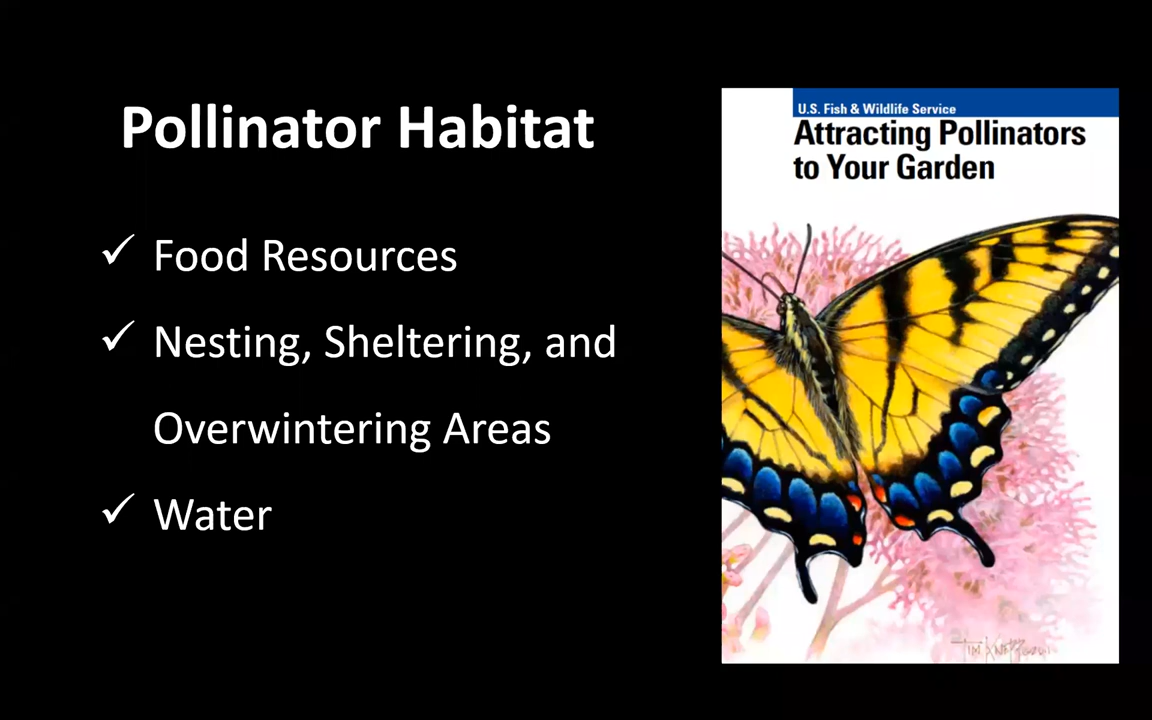 Pollinator Habitat
✓ Food Resources
✓ Nesting, Sheltering, and
Overwintering Areas
✓ Water
U.S. Fish & Wildlife Service
Attracting Pollinators
to Your Garden